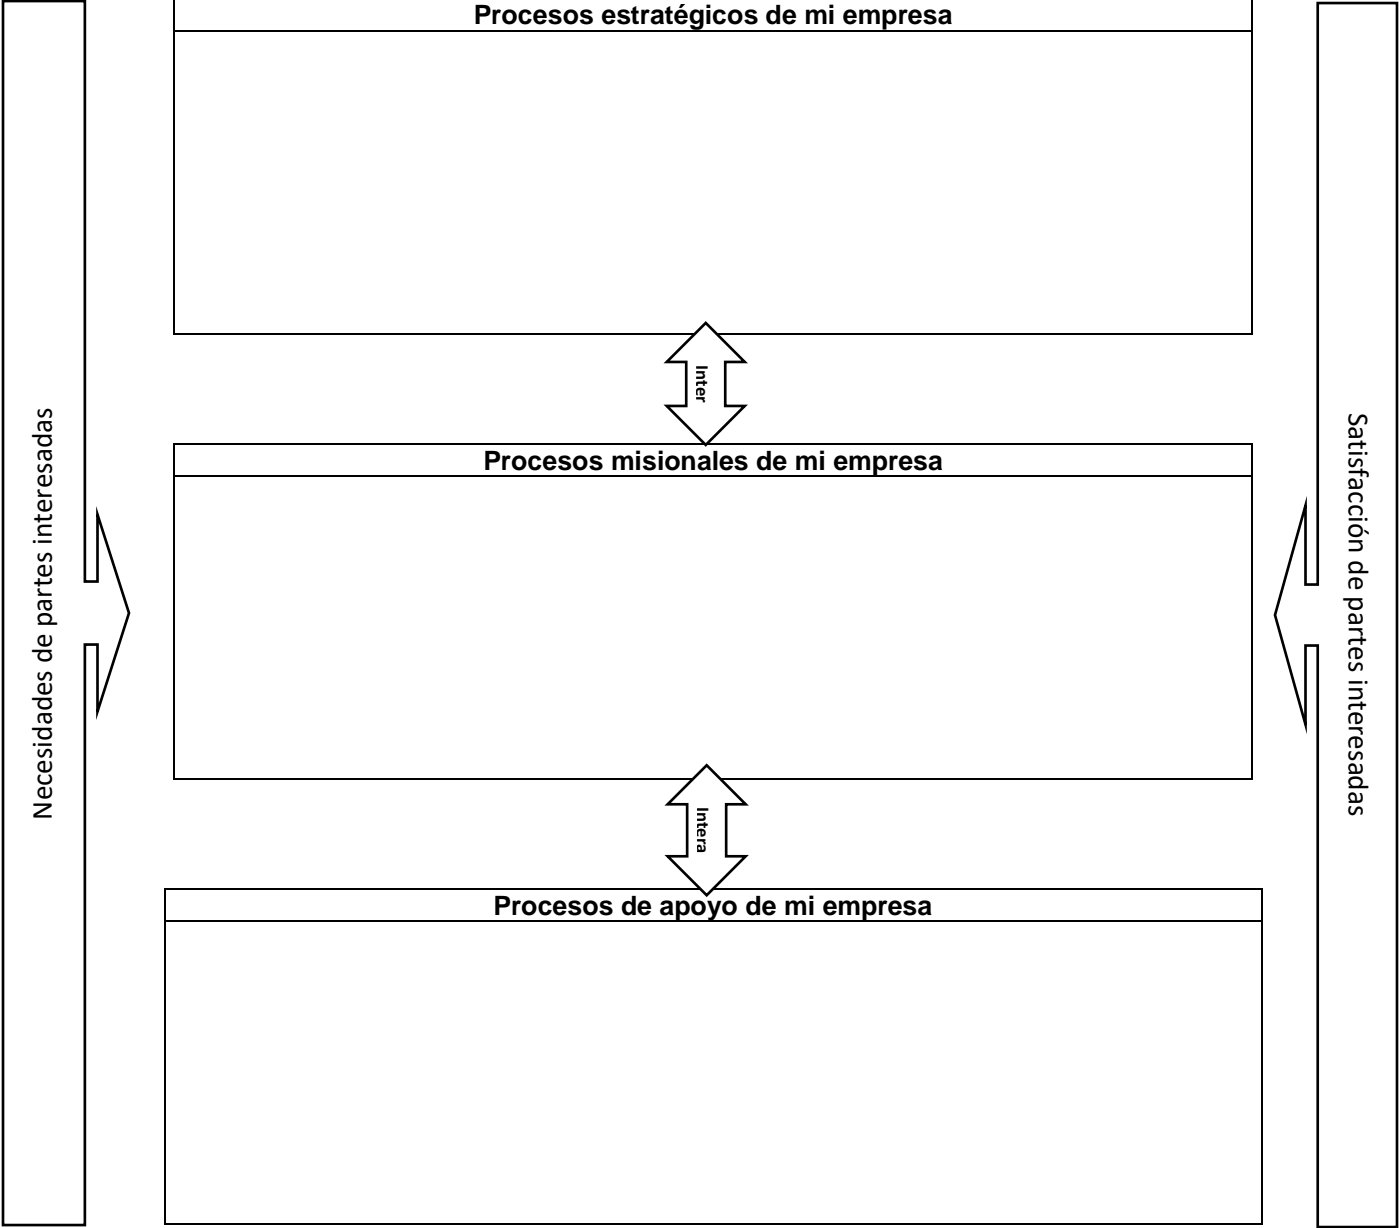 Procesos estratégicos de mi empresa
Inter
Necesidades de partes interesadas
Procesos misionales de mi empresa
Satisfacción de partes interesadas
Intera
Procesos de apoyo de mi empresa